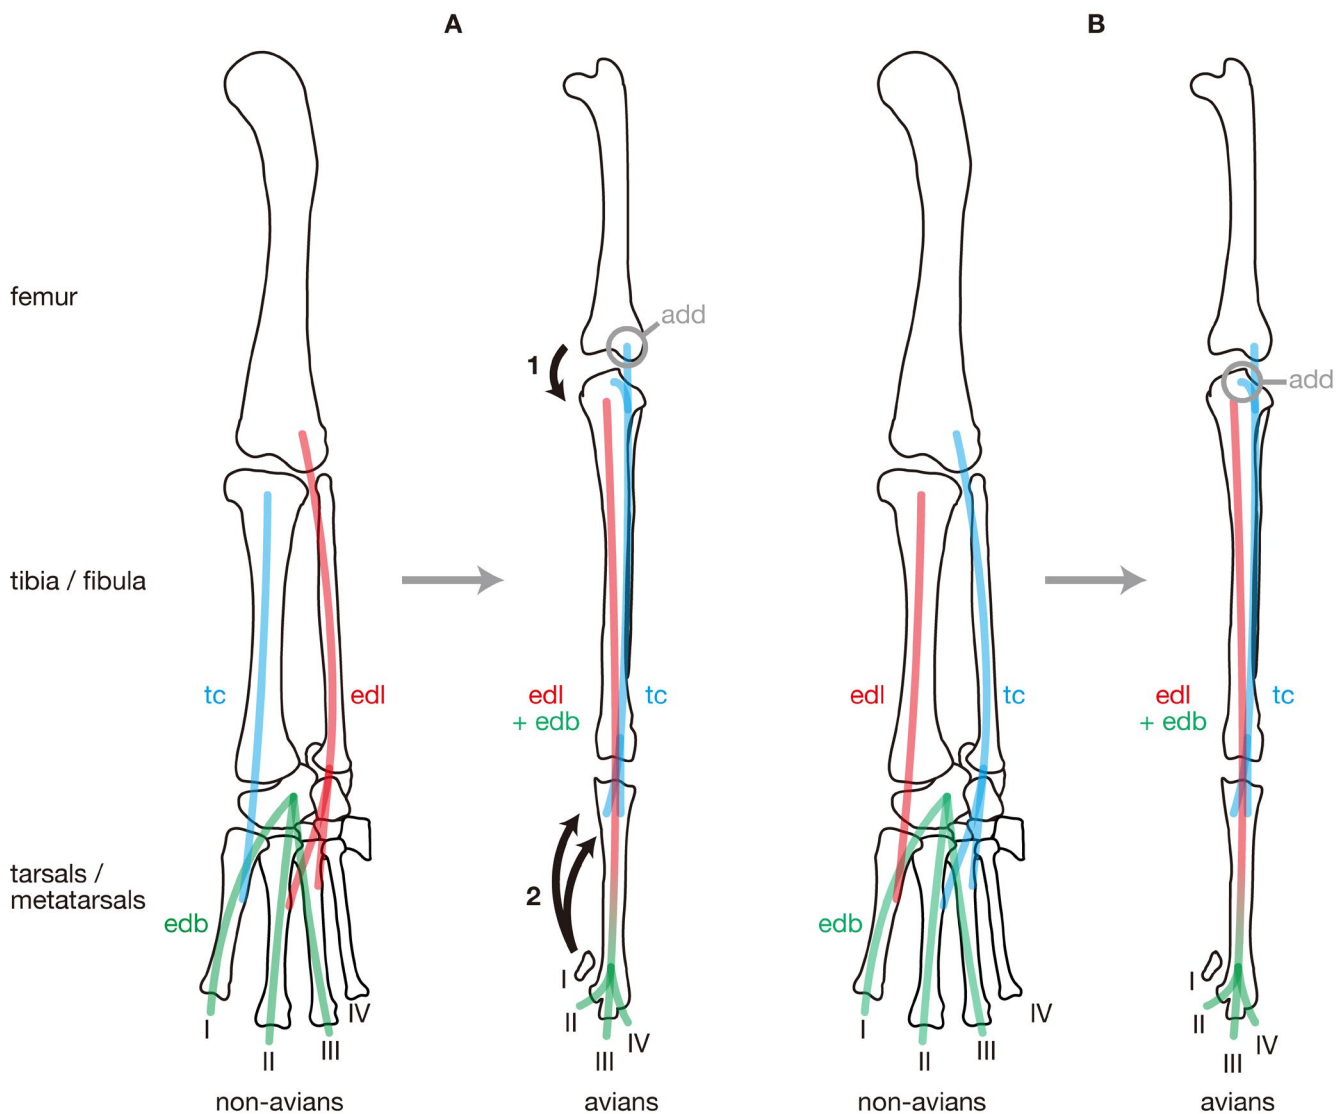 A
B
add
1
add
femur
tibia / fibula
tc
edl
edl
+ edb
tc
edl
tc
edl
+ edb
tc
tarsals /
metatarsals
2
edb
edb
I
II
III
IV
I
II
III
IV
I
II
III
IV
I
II
III
IV
non-avians
avians
non-avians
avians